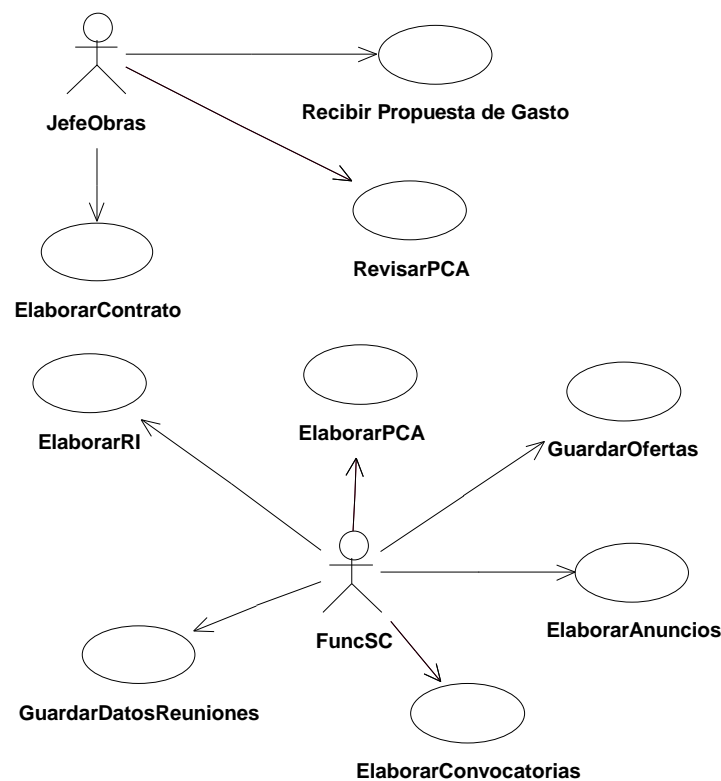 JefeObras
Recibir Propuesta de Gasto
RevisarPCA
ElaborarContrato
ElaborarRI
ElaborarPCA
GuardarOfertas
FuncSC
ElaborarAnuncios
GuardarDatosReuniones
ElaborarConvocatorias